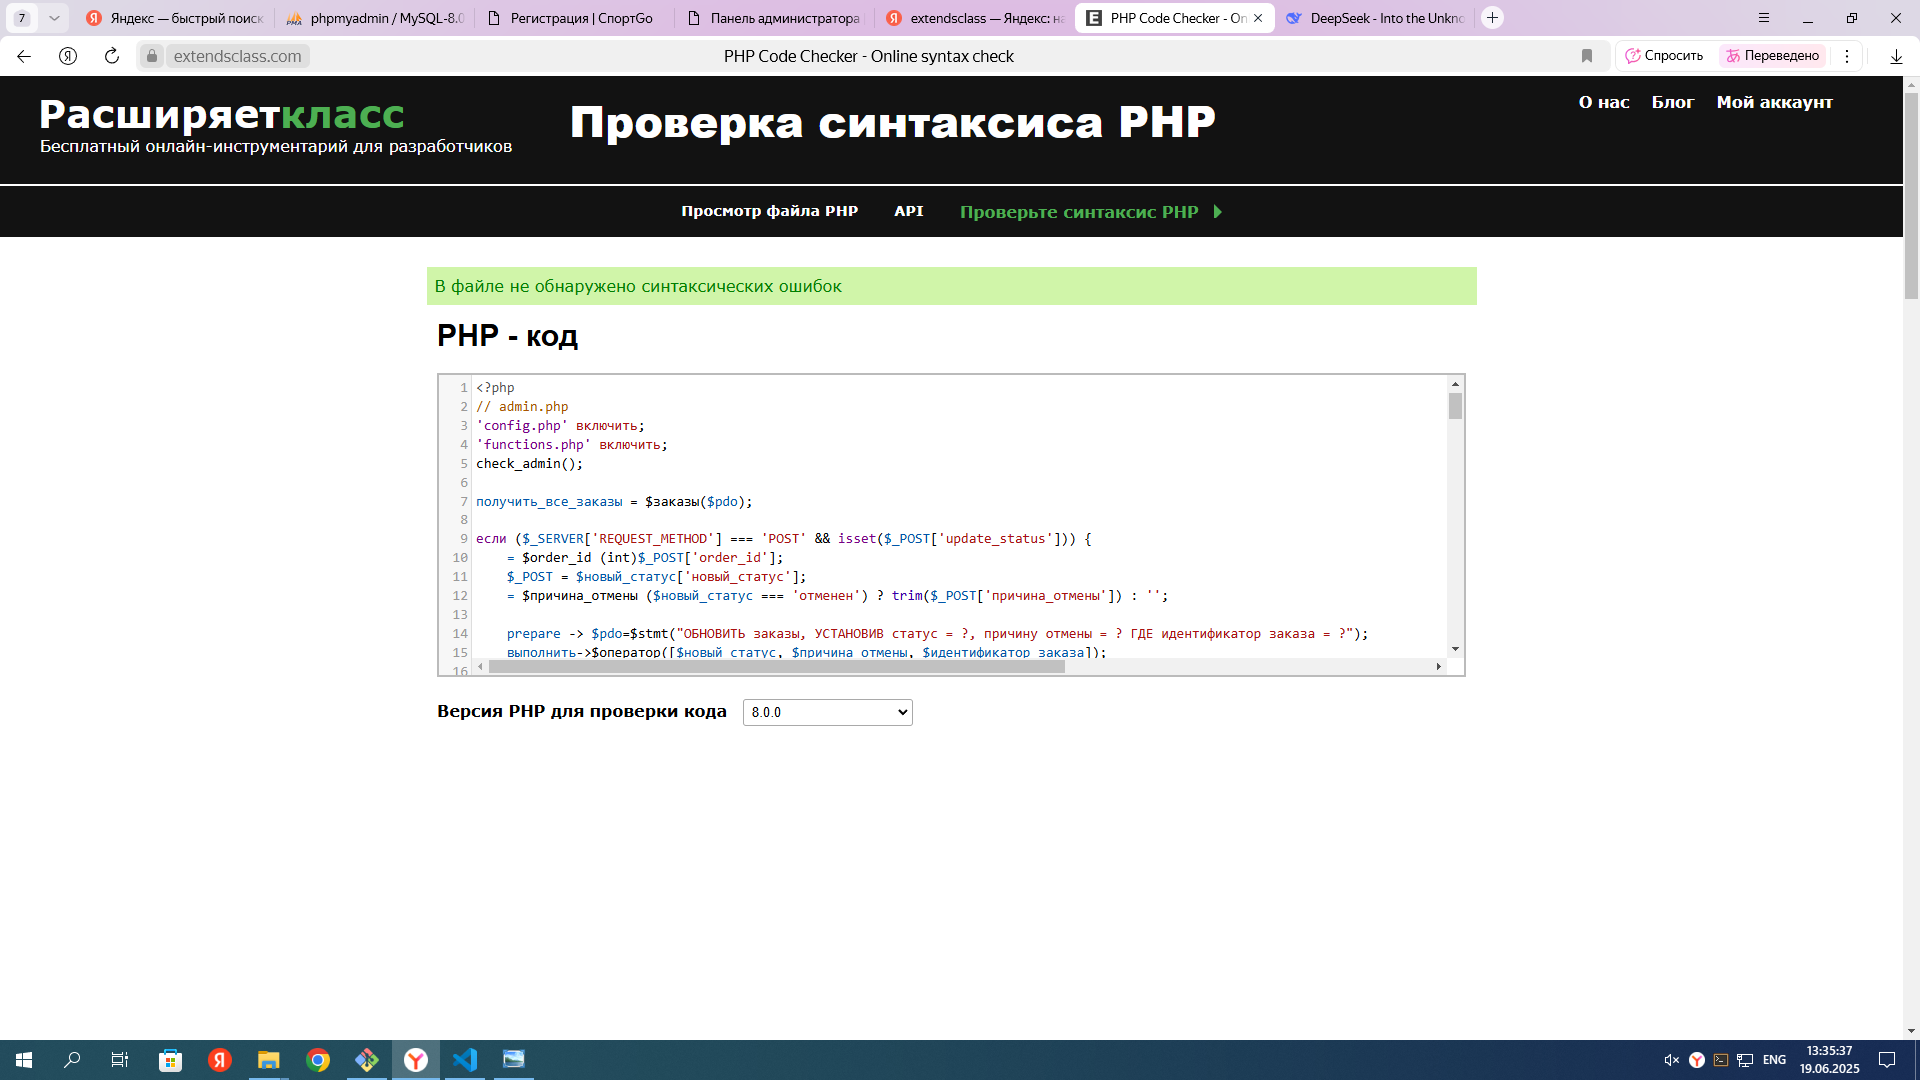 7
Яндекс — быстрый поиск
phpmyadmin / MySQL-8.0
Регистрация | СпортGo
Панель администратора
extendsclass — Яндекс: на
PHP Code Checker - On
DeepSeek - Into the Unkno
extendsclass.com
PHP Code Checker - Online syntax check
Спросить
Переведено
Расширяеткласс
Бесплатный онлайн-инструментарий для разработчиков
Проверка синтаксиса PHP
О нас
Блог
Мой аккаунт
Просмотр файла PHP
API
Проверьте синтаксис PHP
В файле не обнаружено синтаксических ошибок
PHP - код
1 <?php
2 // admin.php
3 'config.php' включить;
4 'functions.php' включить;
5 check_admin();
6
7 получить_все_заказы = $заказы($pdo);
8
9 если ($_SERVER['REQUEST_METHOD'] === 'POST' && isset($_POST['update_status'])) {
10 = $order_id (int)$_POST['order_id'];
11 $_POST = $новый_статус['новый_статус'];
12 = $причина_отмены ($новый_статус === 'отменен') ? trim($_POST['причина_отмены']) : '';
13
14 prepare -> $pdo=$stmt("ОБНОВИТЬ заказы, УСТАНОВИВ статус = ?, причину отмены = ? ГДЕ идентификатор заказа = ?");
15 выполнить->$оператор([$новый_статус, $причина_отмены, $идентификатор_заказа]);
16
Версия PHP для проверки кода
8.0.0
ENG
13:35:37
19.06.2025